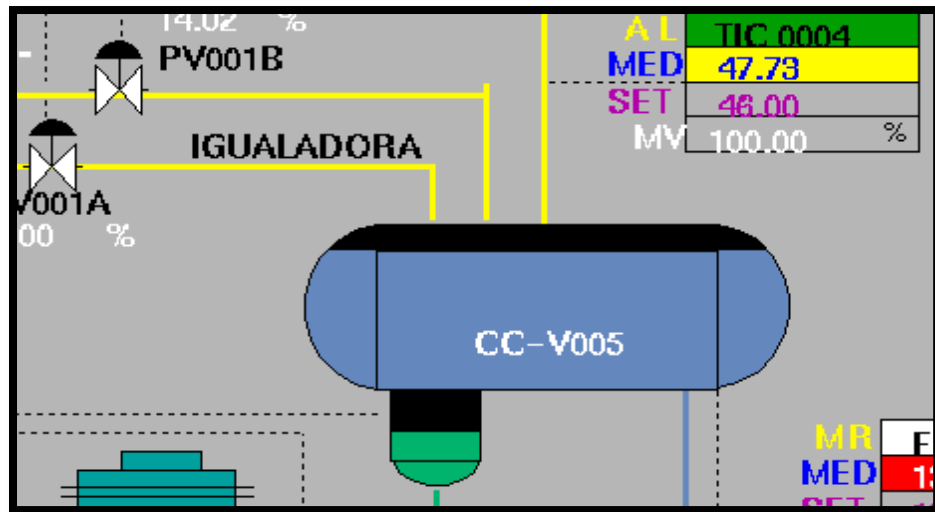 14.02 %
PV001B
IGUALADORA
V001A
00 %
A L TIC 0004
MED 47.73
SET 46.00
MV 100.00 %
CC-V005
MR
MED
SET